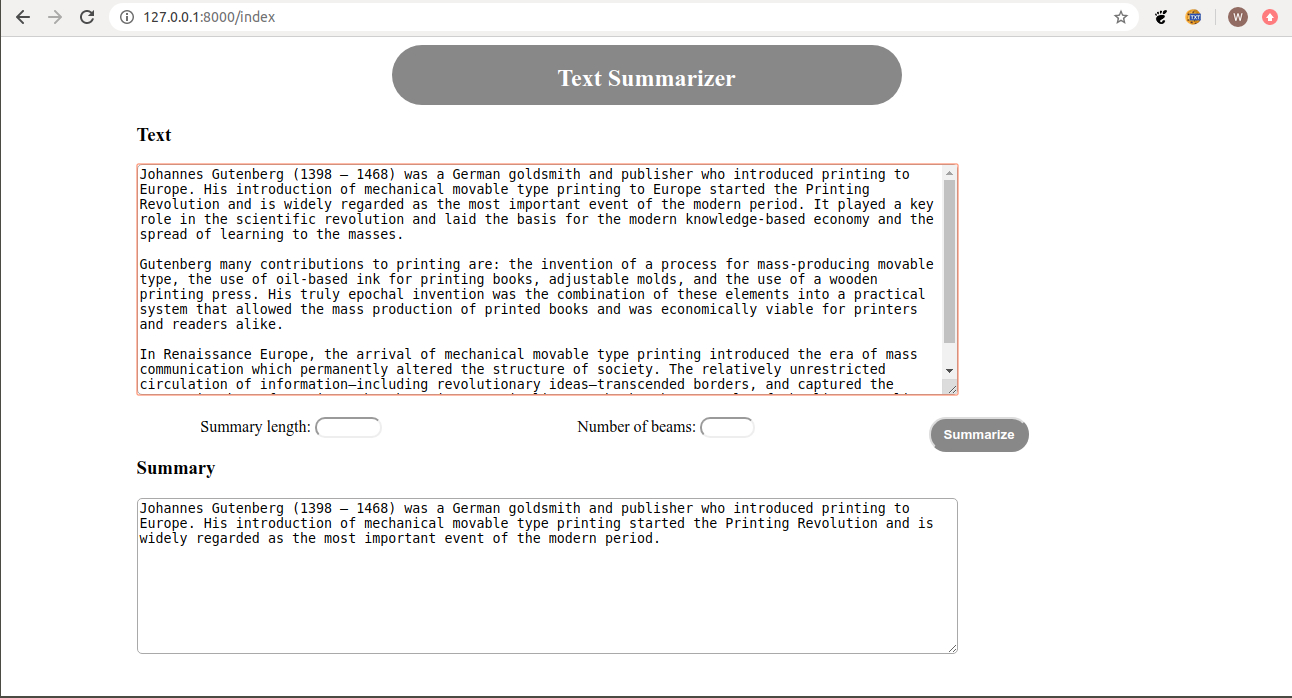 127.0.0.1:8000/index
TXT
W
Text Summarizer
Text
Johannes Gutenberg (1398 – 1468) was a German goldsmith and publisher who introduced printing to
Europe. His introduction of mechanical movable type printing to Europe started the Printing
Revolution and is widely regarded as the most important event of the modern period. It played a key
role in the scientific revolution and laid the basis for the modern knowledge-based economy and the
spread of learning to the masses.
Gutenberg many contributions to printing are: the invention of a process for mass-producing movable
type, the use of oil-based ink for printing books, adjustable molds, and the use of a wooden
printing press. His truly epochal invention was the combination of these elements into a practical
system that allowed the mass production of printed books and was economically viable for printers
and readers alike.
In Renaissance Europe, the arrival of mechanical movable type printing introduced the era of mass
communication which permanently altered the structure of society. The relatively unrestricted
circulation of information—including revolutionary ideas—transcended borders, and captured the
Summary length:
Number of beams:
Summarize
Summary
Johannes Gutenberg (1398 – 1468) was a German goldsmith and publisher who introduced printing to
Europe. His introduction of mechanical movable type printing started the Printing Revolution and is
widely regarded as the most important event of the modern period.